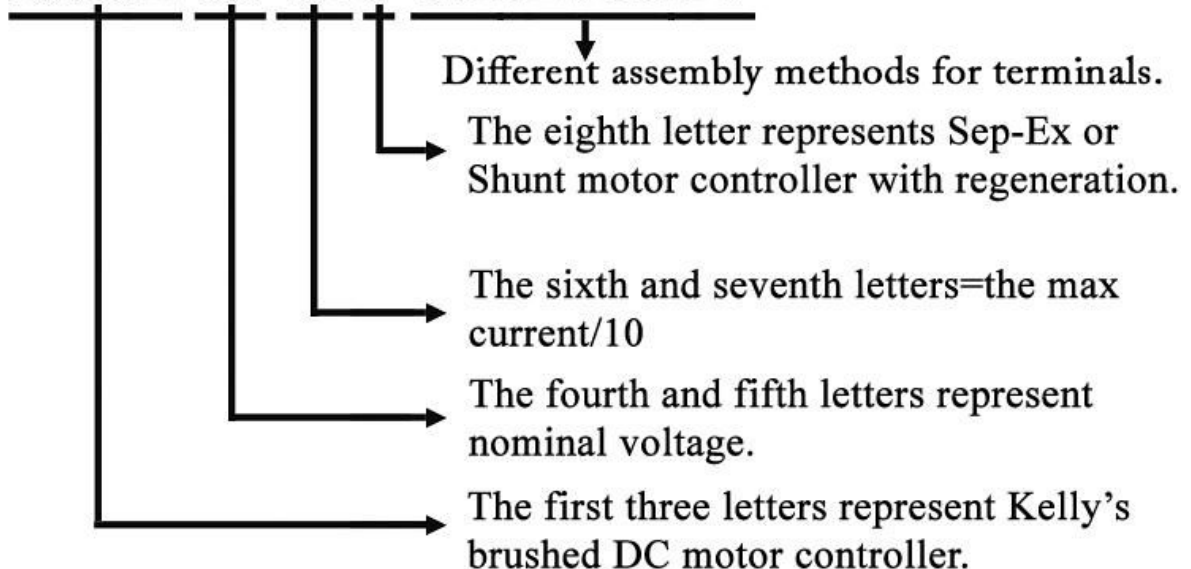 Different assembly methods for terminals.
The eighth letter represents Sep-Ex or
Shunt motor controller with regeneration.
The sixth and seventh letters=the max
current/10
The fourth and fifth letters represent
nominal voltage.
The first three letters represent Kelly’s
brushed DC motor controller.